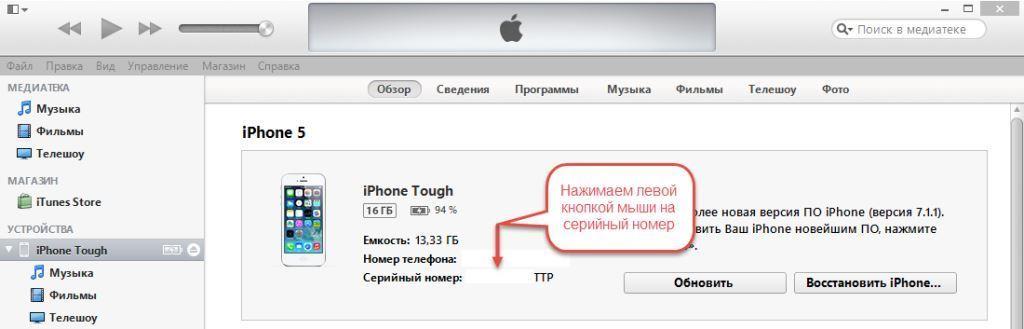 Поиск в медиатеке
Файл Правка Вид Управление Магазин Справка
МЕДИАТЕКА
Музыка
Фильмы
Телешоу
МАГАЗИН
iTunes Store
УСТРОЙСТВА
iPhone Tough
Музыка
Фильмы
Телешоу
Обзор Сведения Программы Музыка Фильмы Телешоу Фото
iPhone 5
iPhone Tough
16 ГБ 94 %
Емкость: 13,33 ГБ
Номер телефона:
Серийный номер: TTP
Нажимаем левой
кнопкой мыши на
серийный номер
олее новая версия ПО iPhone (версия 7.1.1).
вить Ваш iPhone новейшим ПО, нажмите
».
Обновить Восстановить iPhone...